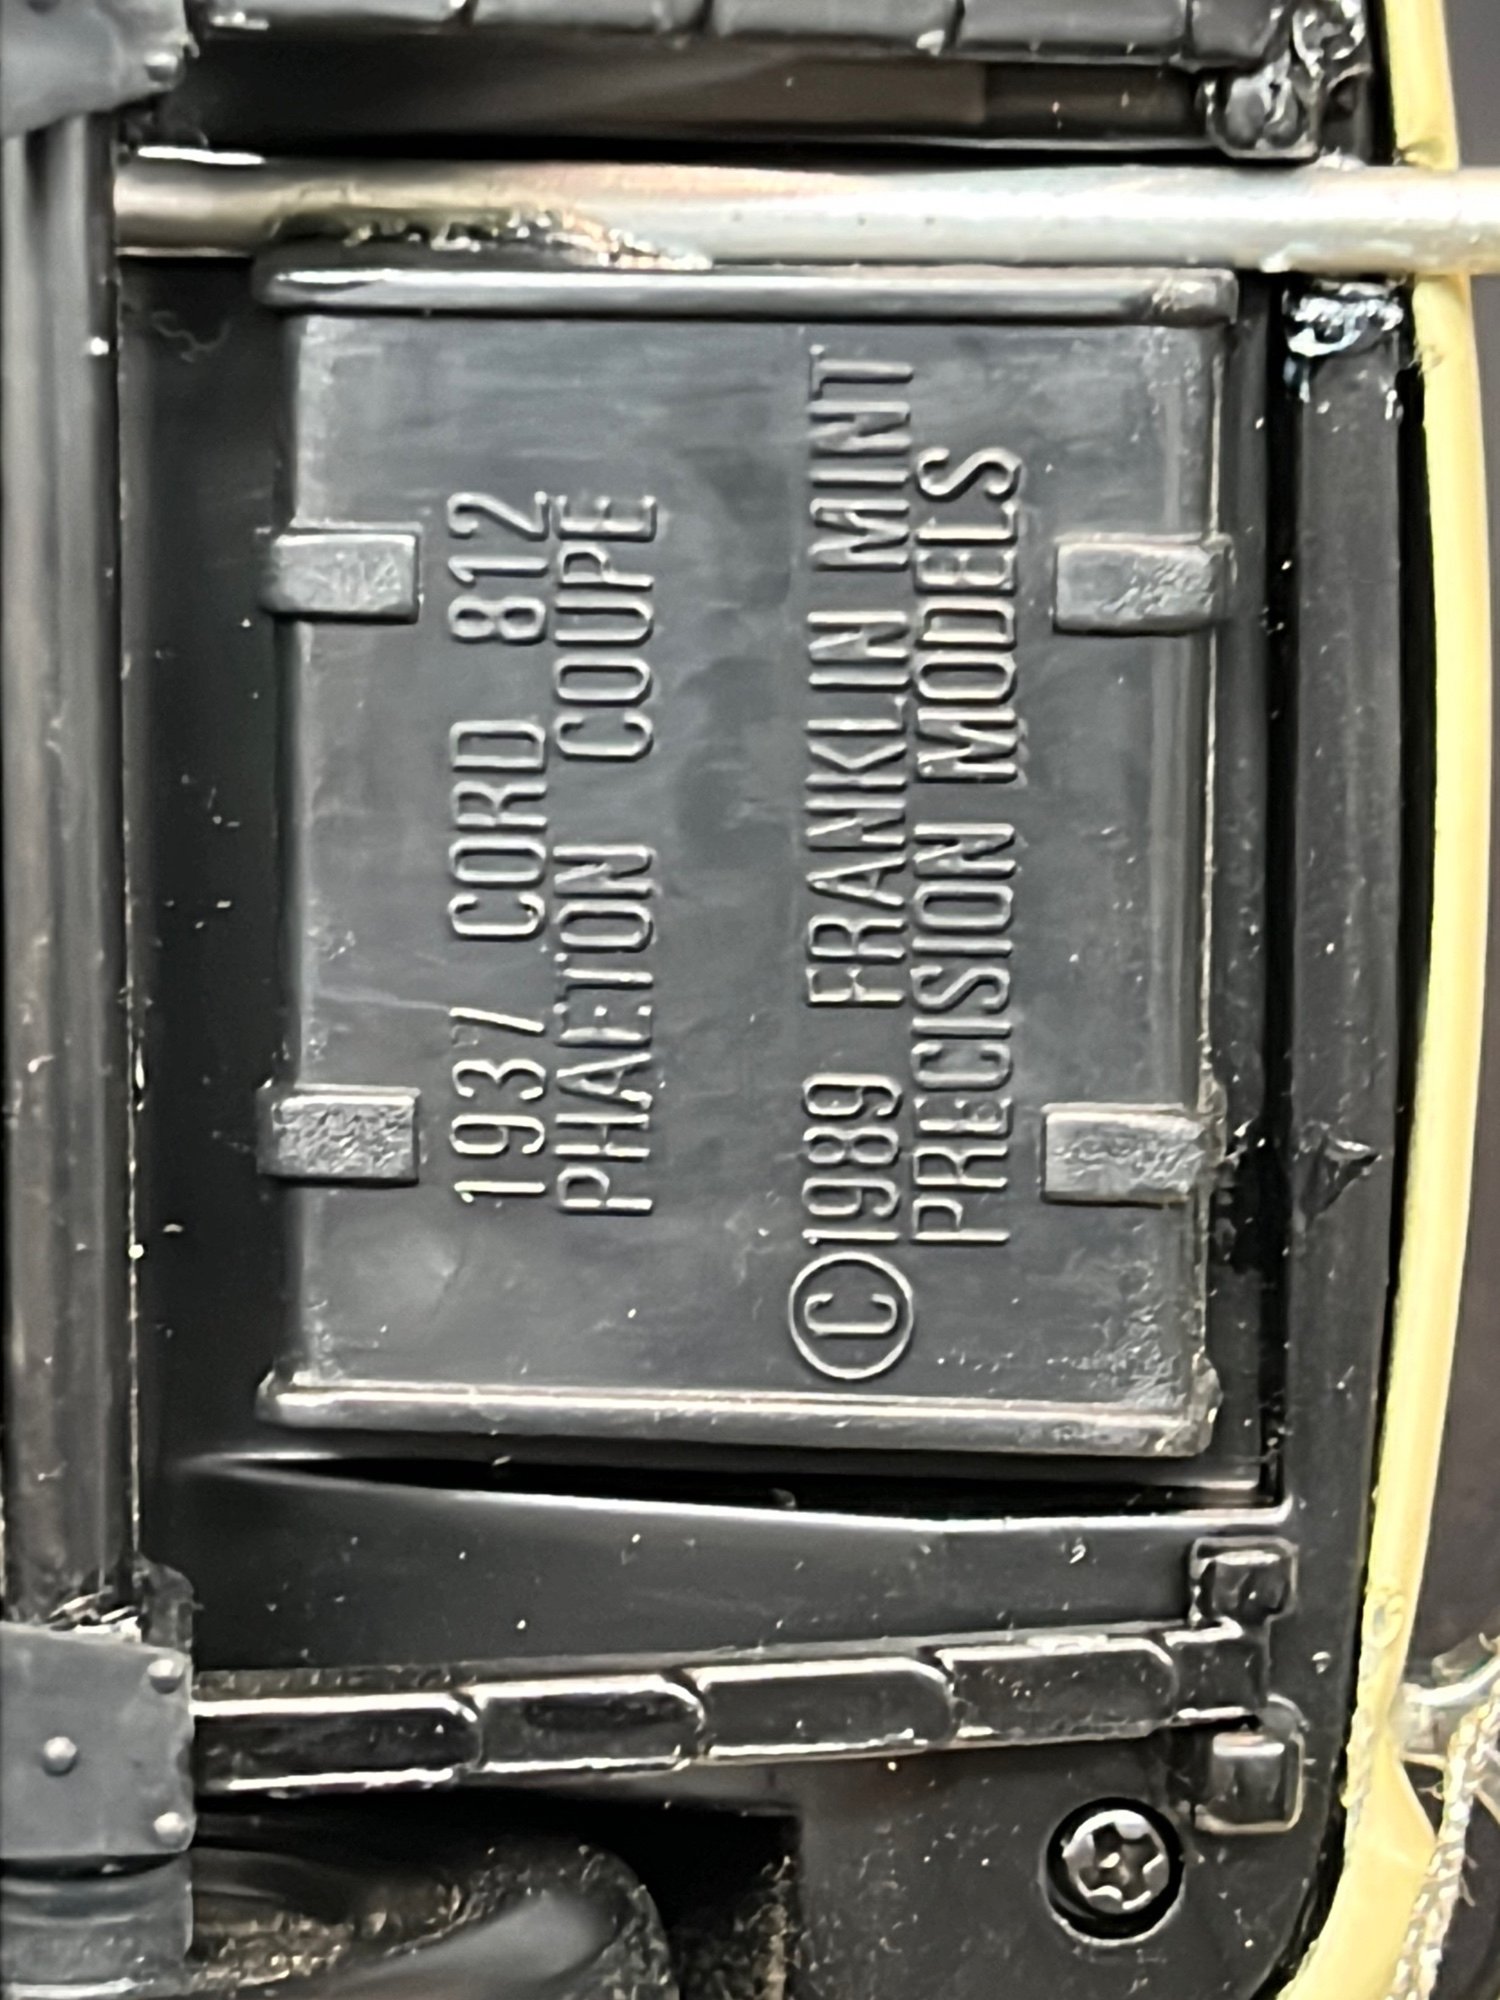 1937 CORD 812
PHAETON COUPE
©1989 FRANKLIN MINT
PRECISION MODELS